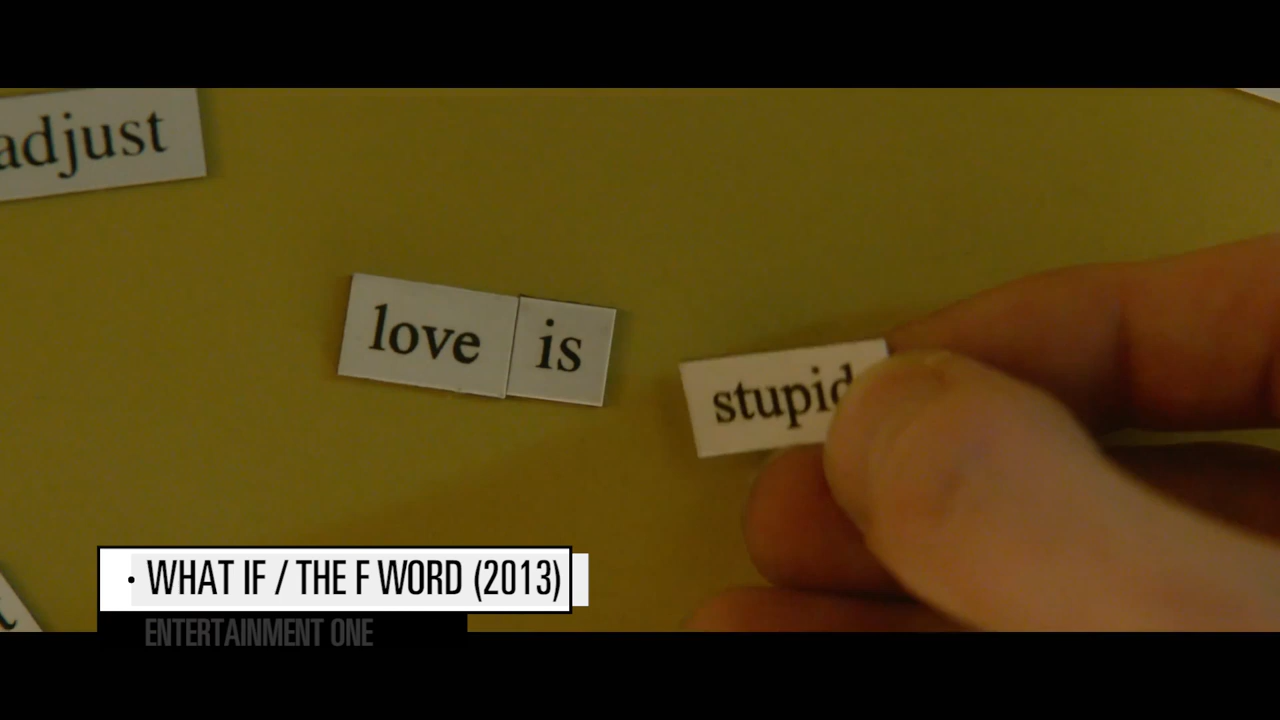 adjust
love is stupid
• WHAT IF / THE F WORD (2013)
ENTERTAINMENT ONE